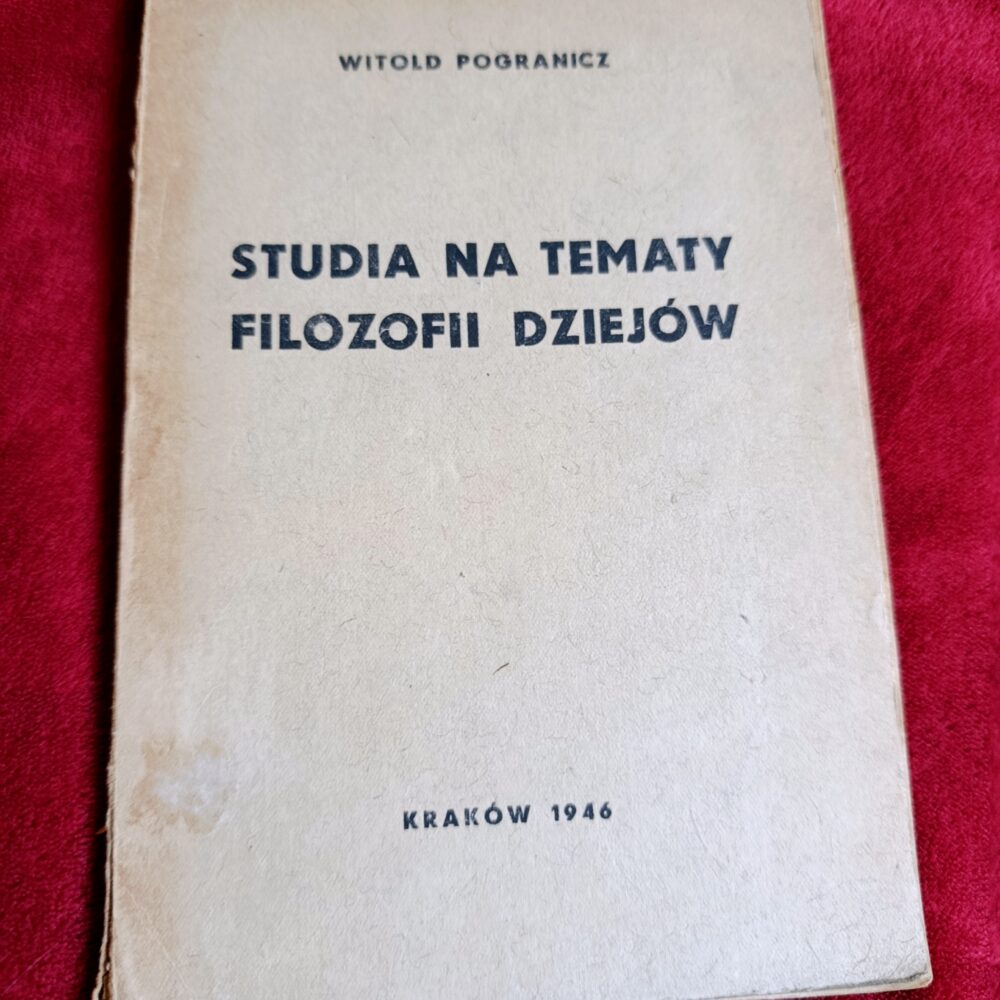 WITOLD POGRANICZ
STUDIA NA TEMATY
FILOZOFII DZIEJÓW
KRAKÓW 1946